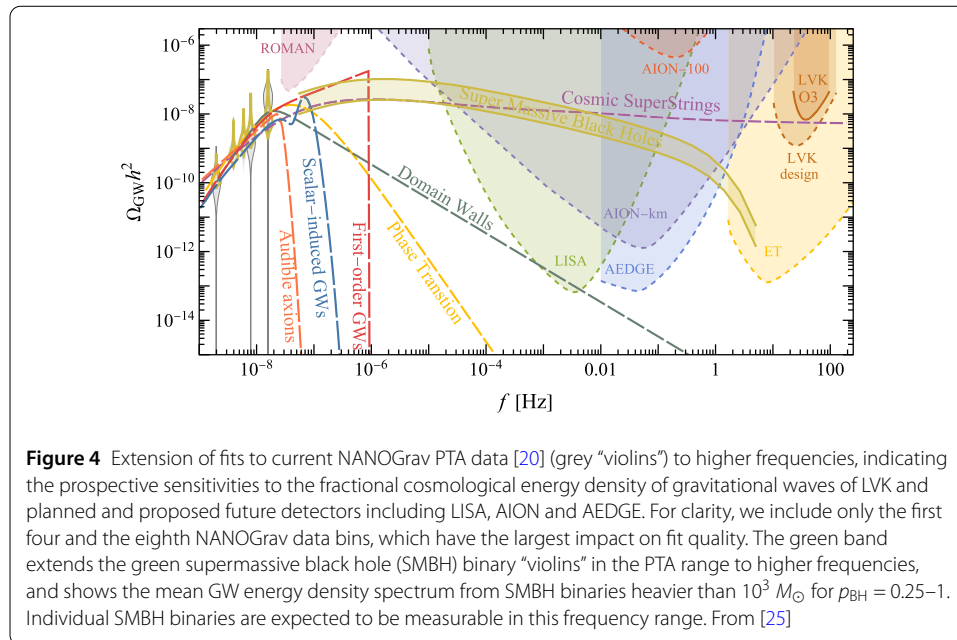 10⁻⁶
10⁻⁸
10⁻¹⁰
10⁻¹²
10⁻¹⁴
Ω_GW h²
ROMAN
AION–100
LVK
O3
LVK
design
Cosmic SuperStrings
Super Massive Black Holes
Domain Walls
AION–km
LISA
AEDGE
ET
Audible axions
Scalar–induced GWs
First–order GWs
Phase Transtion
10⁻⁸
10⁻⁶
10⁻⁴
0.01
1
100
f [Hz]
Figure 4 Extension of fits to current NANOGrav PTA data [20] (grey “violins”) to higher frequencies, indicating
the prospective sensitivities to the fractional cosmological energy density of gravitational waves of LVK and
planned and proposed future detectors including LISA, AION and AEDGE. For clarity, we include only the first
four and the eighth NANOGrav data bins, which have the largest impact on fit quality. The green band
extends the green supermassive black hole (SMBH) binary “violins” in the PTA range to higher frequencies,
and shows the mean GW energy density spectrum from SMBH binaries heavier than 10³ M⊙ for p_BH = 0.25–1.
Individual SMBH binaries are expected to be measurable in this frequency range. From [25]